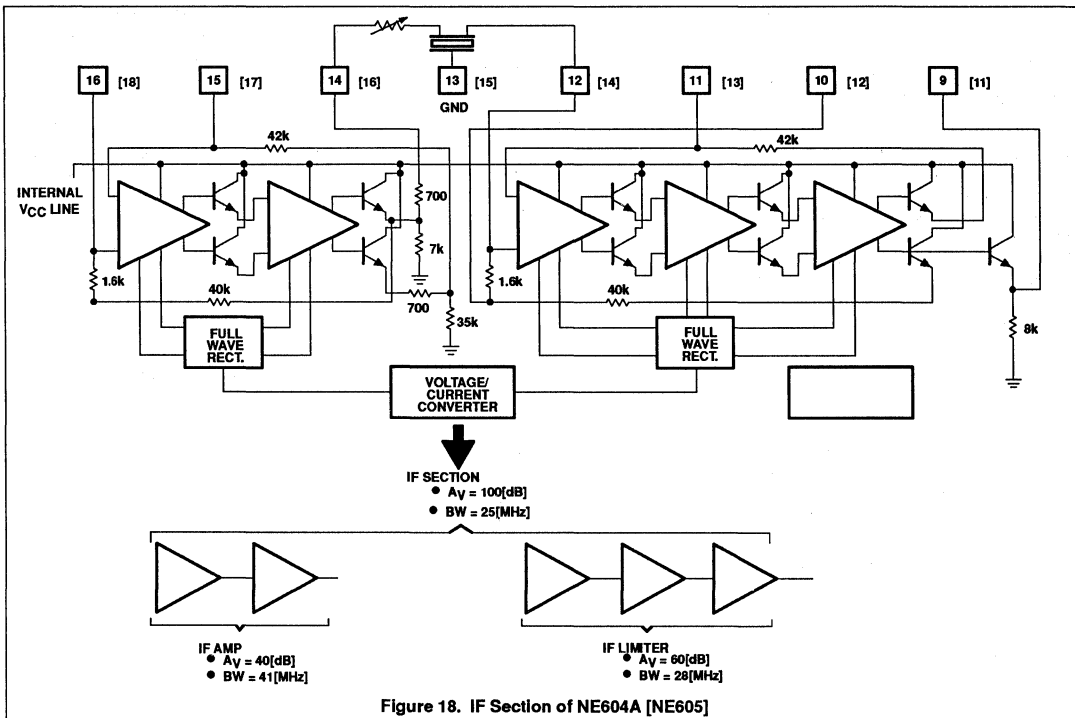 16 [18]
15 [17]
14 [16]
13 [15]
GND
12 [14]
11 [13]
10 [12]
9 [11]
42k
42k
INTERNAL
VCC LINE
700
7k
1.6k
40k
700
35k
1.6k
40k
8k
FULL
WAVE
RECT.
FULL
WAVE
RECT.
VOLTAGE/
CURRENT
CONVERTER
IF SECTION
● AV = 100[dB]
● BW = 25[MHz]
IF AMP
● AV = 40[dB]
● BW = 41[MHz]
IF LIMITER
● AV = 60[dB]
● BW = 28[MHz]
Figure 18. IF Section of NE604A [NE605]